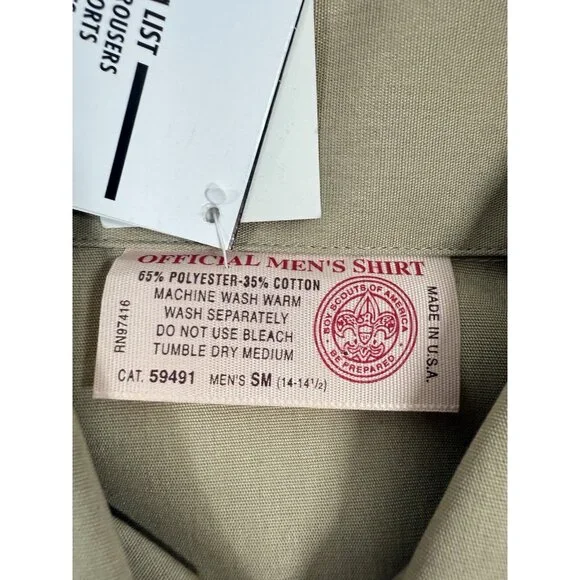 LIST
ROUSERS
ORTS
OFFICIAL MEN'S SHIRT
65% POLYESTER-35% COTTON
MACHINE WASH WARM
WASH SEPARATELY
DO NOT USE BLEACH
TUMBLE DRY MEDIUM
CAT. 59491 MEN'S SM (14-14½)
RN97416
BOY SCOUTS OF AMERICA
BE PREPARED
MADE IN U.S.A.